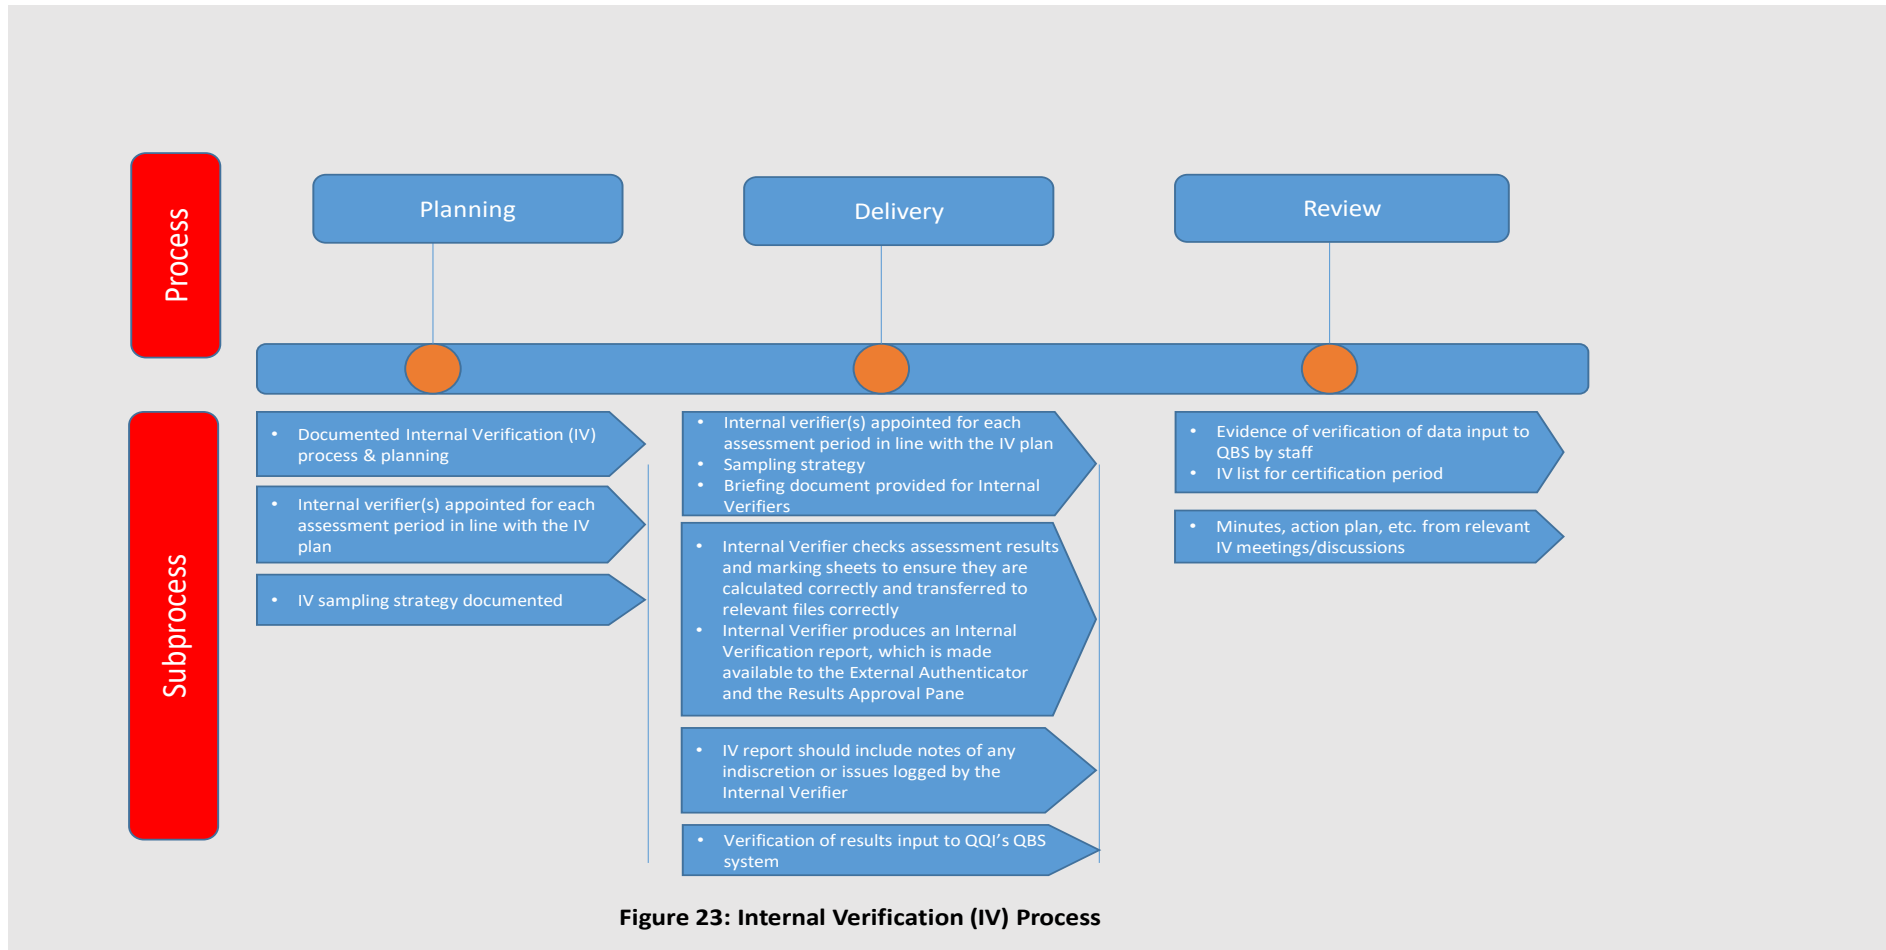 Process
Planning
Delivery
Review
Subprocess
• Documented Internal Verification (IV)
process & planning
• Internal verifier(s) appointed for each
assessment period in line with the IV
plan
• IV sampling strategy documented
• Internal verifier(s) appointed for each
assessment period in line with the IV plan
• Sampling strategy
• Briefing document provided for Internal
Verifiers
• Internal Verifier checks assessment results
and marking sheets to ensure they are
calculated correctly and transferred to
relevant files correctly
• Internal Verifier produces an Internal
Verification report, which is made
available to the External Authenticator
and the Results Approval Pane
• IV report should include notes of any
indiscretion or issues logged by the
Internal Verifier
• Verification of results input to QQI’s QBS
system
• Evidence of verification of data input to
QBS by staff
• IV list for certification period
• Minutes, action plan, etc. from relevant
IV meetings/discussions
Figure 23: Internal Verification (IV) Process